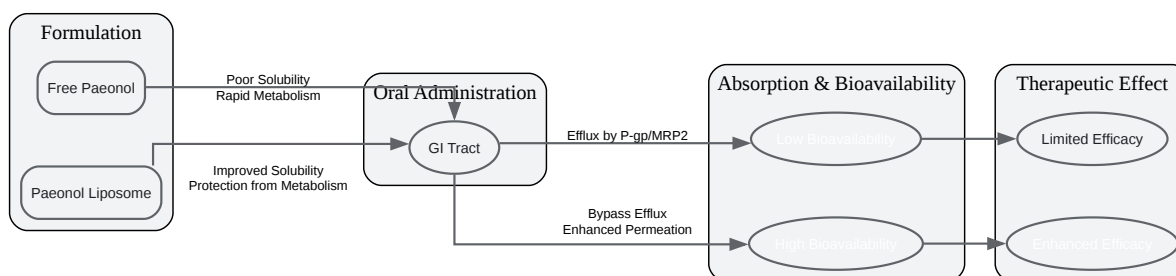 Formulation
Free Paeonol
Paeonol Liposome
Poor Solubility
Rapid Metabolism
Improved Solubility
Protection from Metabolism
Oral Administration
GI Tract
Efflux by P-gp/MRP2
Bypass Efflux
Enhanced Permeation
Absorption & Bioavailability
Low Bioavailability
High Bioavailability
Therapeutic Effect
Limited Efficacy
Enhanced Efficacy